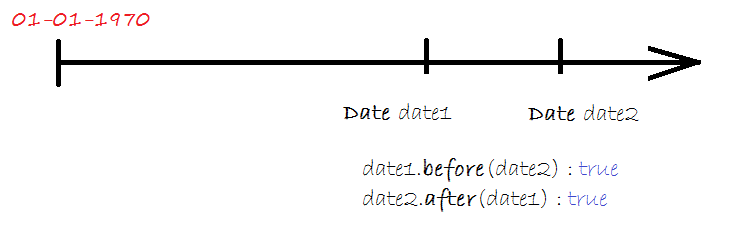 01-01-1970
Date date1 Date date2
date1.before(date2) : true
date2.after(date1) : true